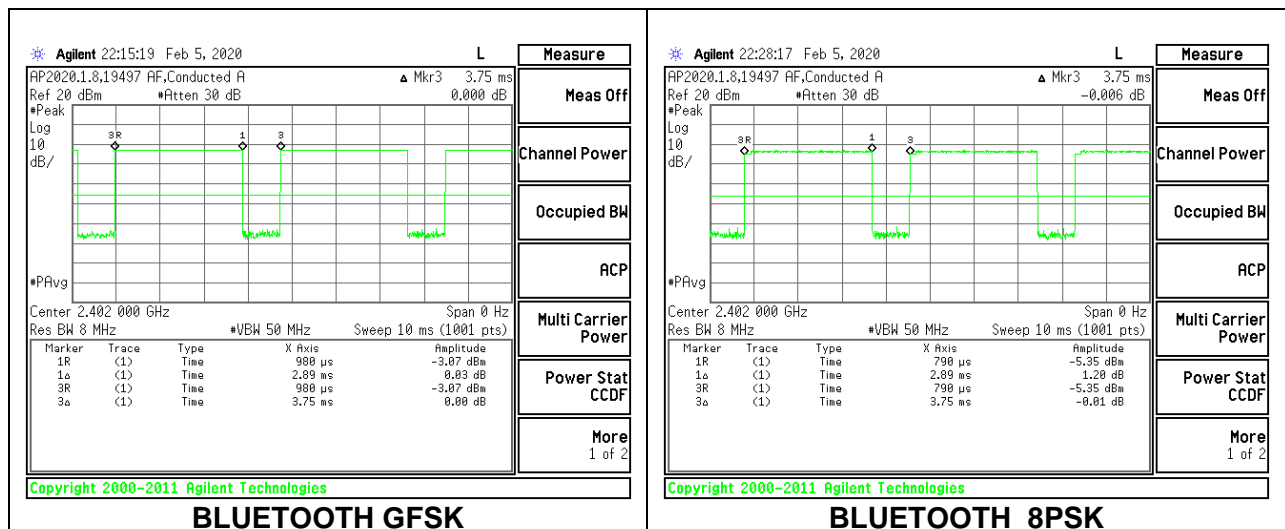 Agilent 22:15:19 Feb 5, 2020 L
AP2020.1.8,19497 AF,Conducted A ▵ Mkr3 3.75 ms
Ref 20 dBm #Atten 30 dB 0.000 dB
#Peak
Log
10
dB/
3R 1 3
#PAvg
Center 2.402 000 GHz Span 0 Hz
Res BW 8 MHz #VBW 50 MHz Sweep 10 ms (1001 pts)
Marker Trace Type X Axis Amplitude
1R (1) Time 980 µs -3.07 dBm
1▵ (1) Time 2.89 ms 0.03 dB
3R (1) Time 980 µs -3.07 dBm
3▵ (1) Time 3.75 ms 0.00 dB
Measure
Meas Off
Channel Power
Occupied BW
ACP
Multi Carrier
Power
Power Stat
CCDF
More
1 of 2
Copyright 2000-2011 Agilent Technologies
BLUETOOTH GFSK
Agilent 22:28:17 Feb 5, 2020 L
AP2020.1.8,19497 AF,Conducted A ▵ Mkr3 3.75 ms
Ref 20 dBm #Atten 30 dB -0.006 dB
#Peak
Log
10
dB/
3R 1 3
#PAvg
Center 2.402 000 GHz Span 0 Hz
Res BW 8 MHz #VBW 50 MHz Sweep 10 ms (1001 pts)
Marker Trace Type X Axis Amplitude
1R (1) Time 790 µs -5.35 dBm
1▵ (1) Time 2.89 ms 1.20 dB
3R (1) Time 790 µs -5.35 dBm
3▵ (1) Time 3.75 ms -0.01 dB
Measure
Meas Off
Channel Power
Occupied BW
ACP
Multi Carrier
Power
Power Stat
CCDF
More
1 of 2
Copyright 2000-2011 Agilent Technologies
BLUETOOTH 8PSK